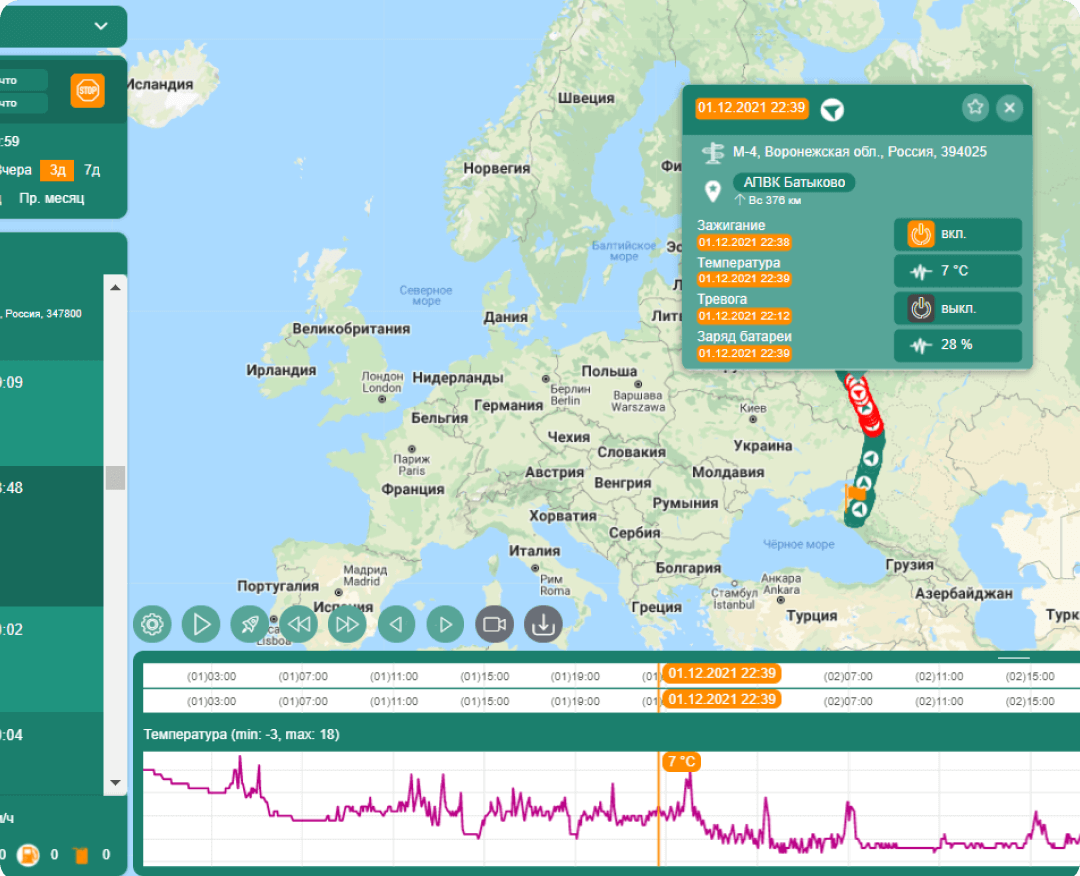 что
что
STOP
:59
чера
3д
7д
Пр. месяц
, Россия, 347800
:09
:48
:02
:04
/ч
0
0
0
Исландия
Швеция
Норвегия
Балтийское
море
Северное
море
Дания
Великобритания
Ирландия
Лондон
London
Нидерланды
Польша
Берлин
Berlin
Варшава
Warszawa
Германия
Бельгия
Киев
Чехия
Украина
Париж
Paris
Словакия
Австрия
Молдавия
Венгрия
Франция
Румыния
Хорватия
Сербия
Чёрное море
Италия
Болгария
Грузия
Мадрид
Madrid
Рим
Roma
Португалия
Анкара
Ankara
Стамбул
İstanbul
Азербайджан
Испания
Греция
Турция
Lisboa
01.12.2021 22:39
М-4, Воронежская обл., Россия, 394025
АПВК Батыково
Вс 376 км
Зажигание
01.12.2021 22:38
вкл.
Температура
01.12.2021 22:39
7 °C
Тревога
01.12.2021 22:12
выкл.
Заряд батареи
01.12.2021 22:39
28 %
(01)03:00 (01)07:00 (01)11:00 (01)15:00 (01)19:00 (01) 01.12.2021 22:39 (02)07:00 (02)11:00 (02)15:00
(01)03:00 (01)07:00 (01)11:00 (01)15:00 (01)19:00 (01) 01.12.2021 22:39 (02)07:00 (02)11:00 (02)15:00
Температура (min: -3, max: 18)
7 °C